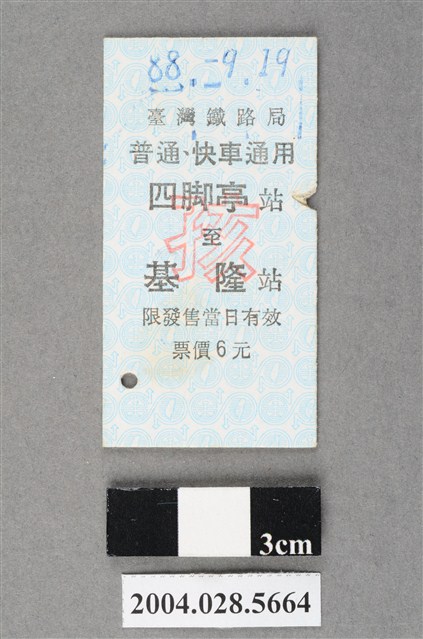 88.-9.19
臺灣鐵路局
普通、快車通用
四脚亭站
孩
至
基隆站
限發售當日有效
票價6元
3cm
2004.028.5664